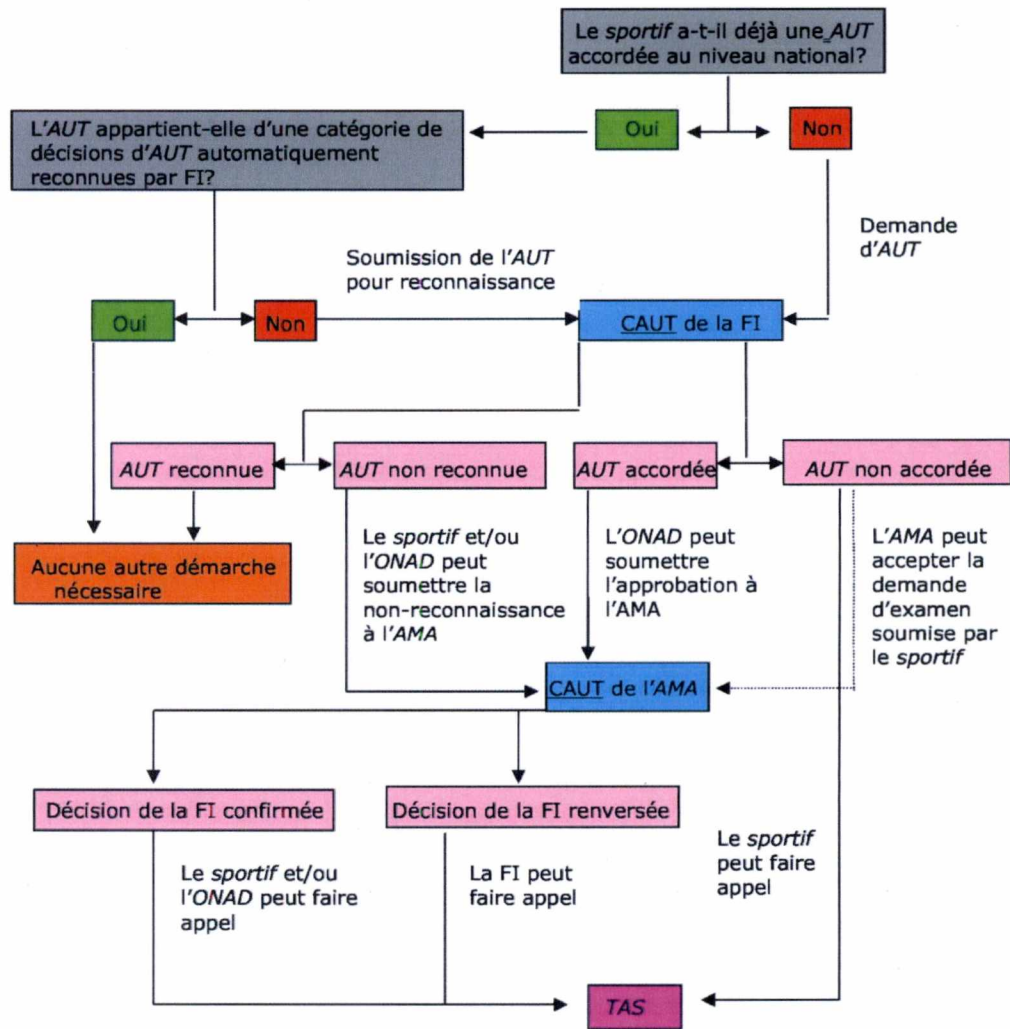 Le sportif a-t-il déjà une AUT
accordée au niveau national?
Oui
Non
L'AUT appartient-elle d'une catégorie de
décisions d'AUT automatiquement
reconnues par FI?
Demande
d'AUT
Soumission de l'AUT
pour reconnaissance
Oui
Non
CAUT de la FI
AUT reconnue
AUT non reconnue
AUT accordée
AUT non accordée
Aucune autre démarche
nécessaire
Le sportif et/ou
l'ONAD peut
soumettre la
non-reconnaissance
à l'AMA
L'ONAD peut
soumettre
l'approbation à
l'AMA
L'AMA peut
accepter la
demande
d'examen
soumise par
le sportif
CAUT de l'AMA
Décision de la FI confirmée
Décision de la FI renversée
Le sportif et/ou
l'ONAD peut faire
appel
La FI peut
faire appel
Le sportif
peut faire
appel
TAS